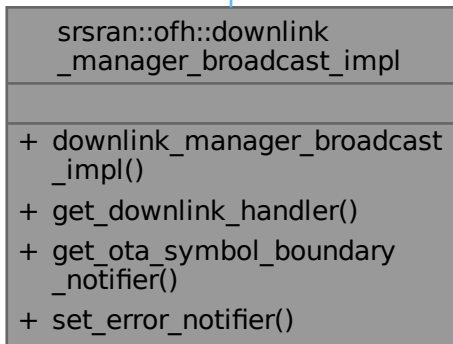 srsran::ofh::downlink
_manager_broadcast_impl
+ downlink_manager_broadcast
_impl()
+ get_downlink_handler()
+ get_ota_symbol_boundary
_notifier()
+ set_error_notifier()